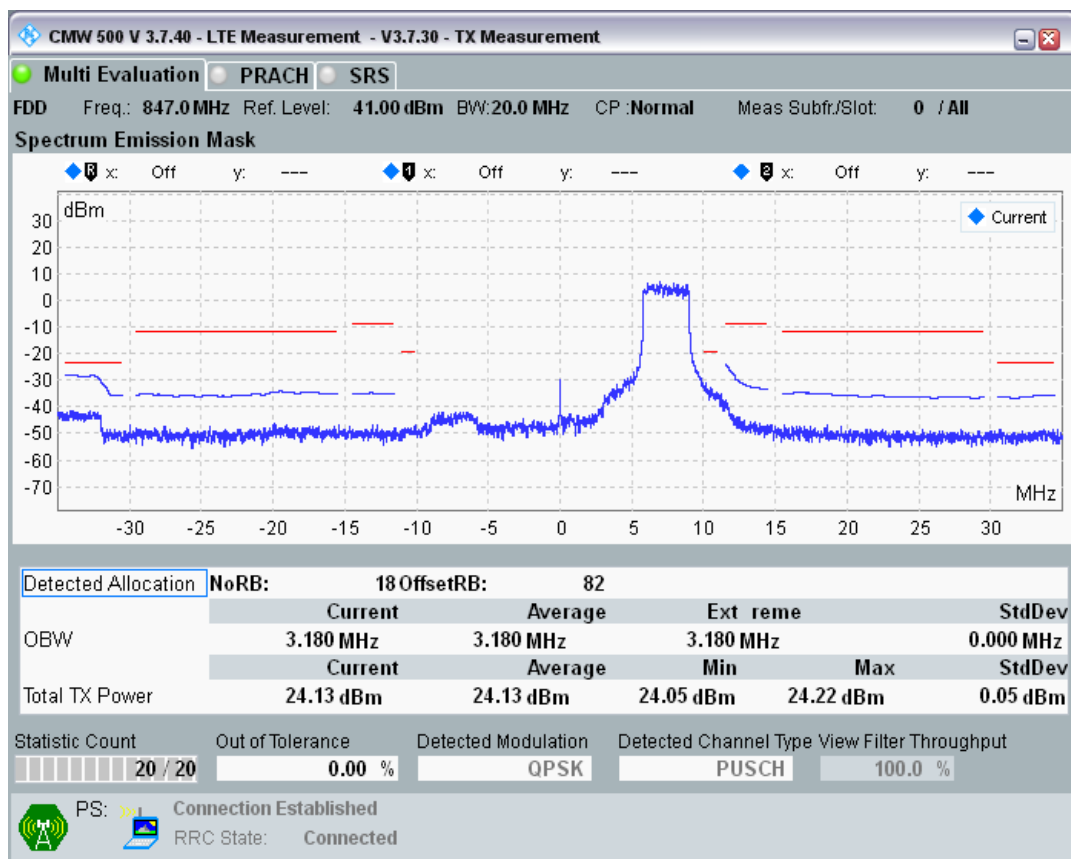 CMW 500 V 3.7.40 - LTE Measurement - V3.7.30 - TX Measurement
Multi Evaluation PRACH SRS
FDD Freq.: 847.0 MHz Ref. Level: 41.00 dBm BW: 20.0 MHz CP : Normal Meas Subfr./Slot: 0 / All
Spectrum Emission Mask
R x: Off y: --- 1 x: Off y: --- 2 x: Off y: ---
dBm
Current
30
20
10
0
-10
-20
-30
-40
-50
-60
-70
MHz
-30 -25 -20 -15 -10 -5 0 5 10 15 20 25 30
Detected Allocation NoRB: 18 OffsetRB: 82
Current Average Ext reme StdDev
OBW 3.180 MHz 3.180 MHz 3.180 MHz 0.000 MHz
Current Average Min Max StdDev
Total TX Power 24.13 dBm 24.13 dBm 24.05 dBm 24.22 dBm 0.05 dBm
Statistic Count Out of Tolerance Detected Modulation Detected Channel Type View Filter Throughput
20 / 20 0.00 % QPSK PUSCH 100.0 %
PS: Connection Established
RRC State: Connected